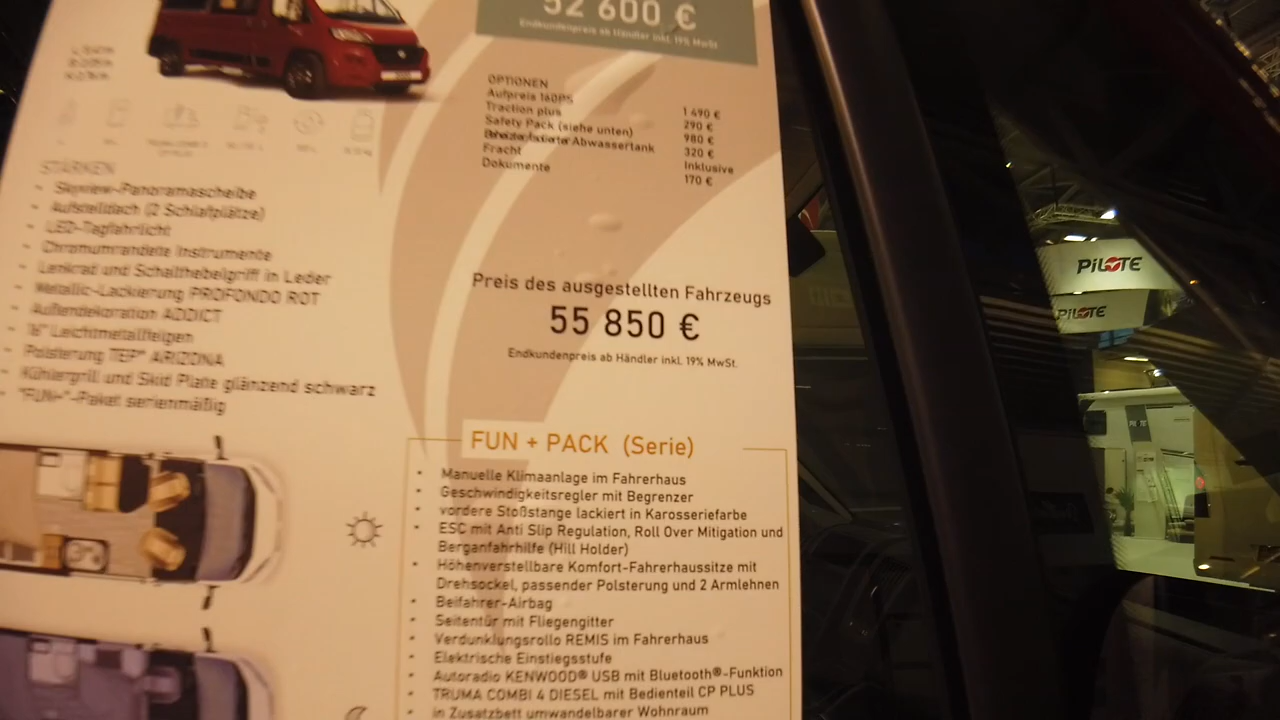 52 600 €
Endkundenpreis ab Händler inkl. 19% MwSt
OPTIONEN
Aufpreis 160PS 1 490 €
Traction plus 290 €
Safety Pack (siehe unten) 980 €
Abwassertank 320 €
Fracht Inklusive
Dokumente 170 €
STÄRKEN
• Skyview-Panoramascheibe
• Aufstelldach (2 Schlafplätze)
• LED-Tagfahrlicht
• Chromumrandete Instrumente
• Lenkrad und Schalthebelgriff in Leder
• Metallic-Lackierung PROFONDO ROT
• Außendekoration ADDICT
• 16" Leichtmetallfelgen
• Polsterung TEP® ARIZONA
• Kühlergrill und Skid Plate glänzend schwarz
• "FUN+"-Paket serienmäßig
Preis des ausgestellten Fahrzeugs
55 850 €
Endkundenpreis ab Händler inkl. 19% MwSt.
FUN + PACK (Serie)
• Manuelle Klimaanlage im Fahrerhaus
• Geschwindigkeitsregler mit Begrenzer
• vordere Stoßstange lackiert in Karosseriefarbe
• ESC mit Anti Slip Regulation, Roll Over Mitigation und
Berganfahrhilfe (Hill Holder)
• Höhenverstellbare Komfort-Fahrerhaussitze mit
Drehsockel, passender Polsterung und 2 Armlehnen
• Beifahrer-Airbag
• Seitentür mit Fliegengitter
• Verdunklungsrollo REMIS im Fahrerhaus
• Elektrische Einstiegsstufe
• Autoradio KENWOOD® USB mit Bluetooth®-Funktion
• TRUMA COMBI 4 DIESEL mit Bedienteil CP PLUS
• in Zusatzbett umwandelbarer Wohnraum
PiLOTE
PiLOTE